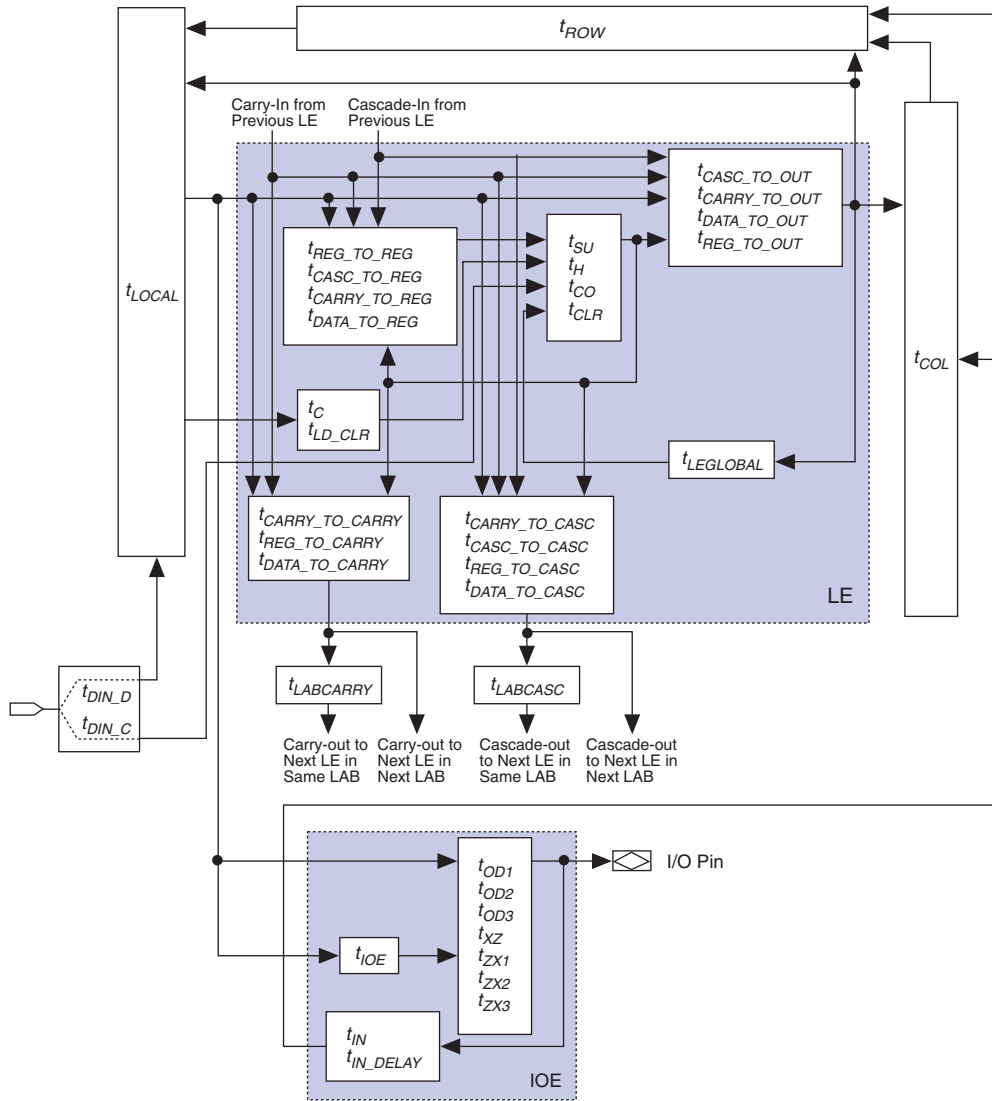 tROW
Carry-In from
Previous LE
Cascade-In from
Previous LE
tLOCAL
tREG_TO_REG
tCASC_TO_REG
tCARRY_TO_REG
tDATA_TO_REG
tSU
tH
tCO
tCLR
tCASC_TO_OUT
tCARRY_TO_OUT
tDATA_TO_OUT
tREG_TO_OUT
tCOL
tC
tLD_CLR
tLEGLOBAL
tCARRY_TO_CARRY
tREG_TO_CARRY
tDATA_TO_CARRY
tCARRY_TO_CASC
tCASC_TO_CASC
tREG_TO_CASC
tDATA_TO_CASC
LE
tDIN_D
tDIN_C
tLABCARRY
tLABCASC
Carry-out to
Next LE in
Same LAB
Carry-out to
Next LE in
Next LAB
Cascade-out
to Next LE in
Same LAB
Cascade-out
to Next LE in
Next LAB
tOD1
tOD2
tOD3
tXZ
tZX1
tZX2
tZX3
I/O Pin
tIOE
tIN
tIN_DELAY
IOE